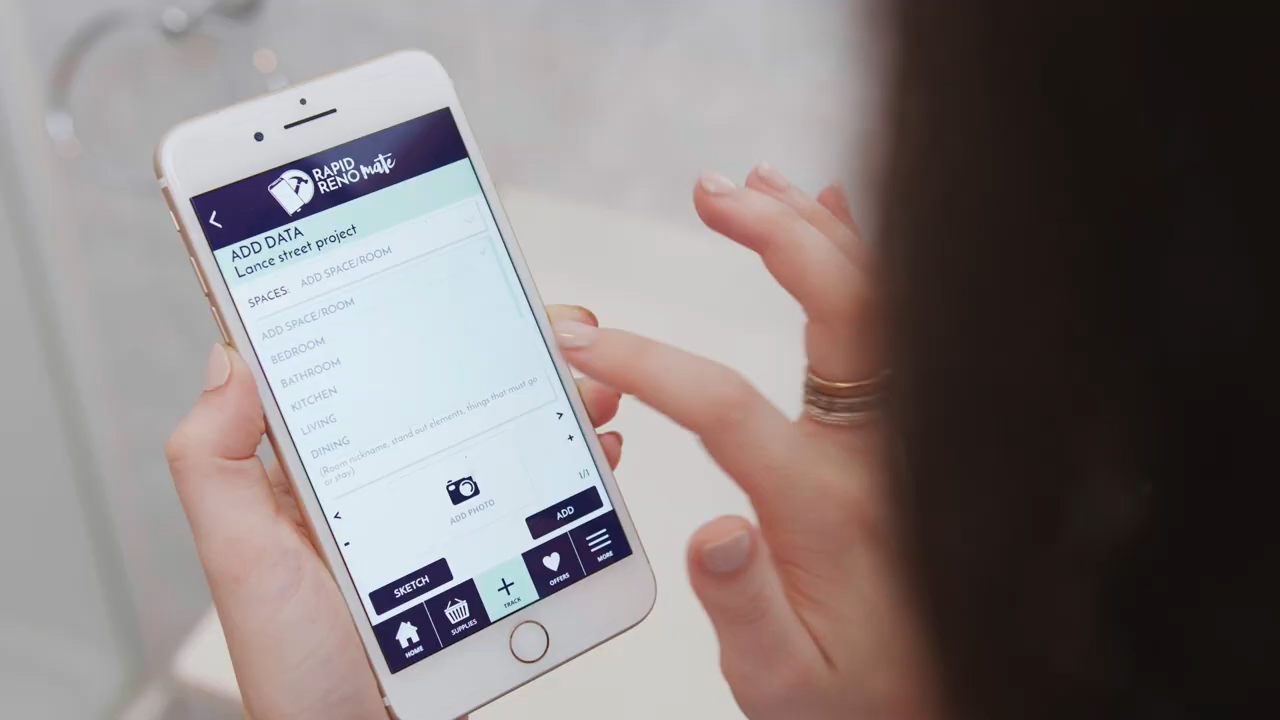 RAPID
RENO mate
ADD DATA
Lance street project
SPACES: ADD SPACE/ROOM
ADD SPACE/ROOM
BEDROOM
BATHROOM
KITCHEN
LIVING
DINING
(Room nickname, stand out elements, things that must go
or stay)
<
>
-
+
1/1
ADD PHOTO
ADD
SKETCH
HOME
SUPPLIES
TRACK
OFFERS
MORE